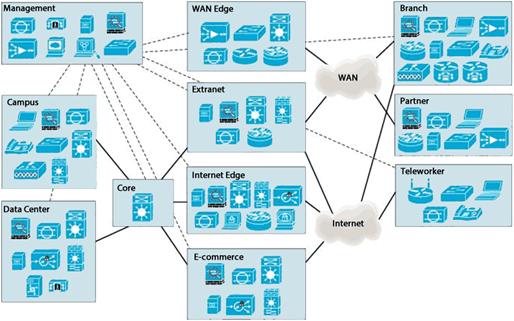 Management
WAN Edge
Branch
WAN
Campus
Extranet
Partner
Core
Internet Edge
Teleworker
Data Center
Internet
E-commerce